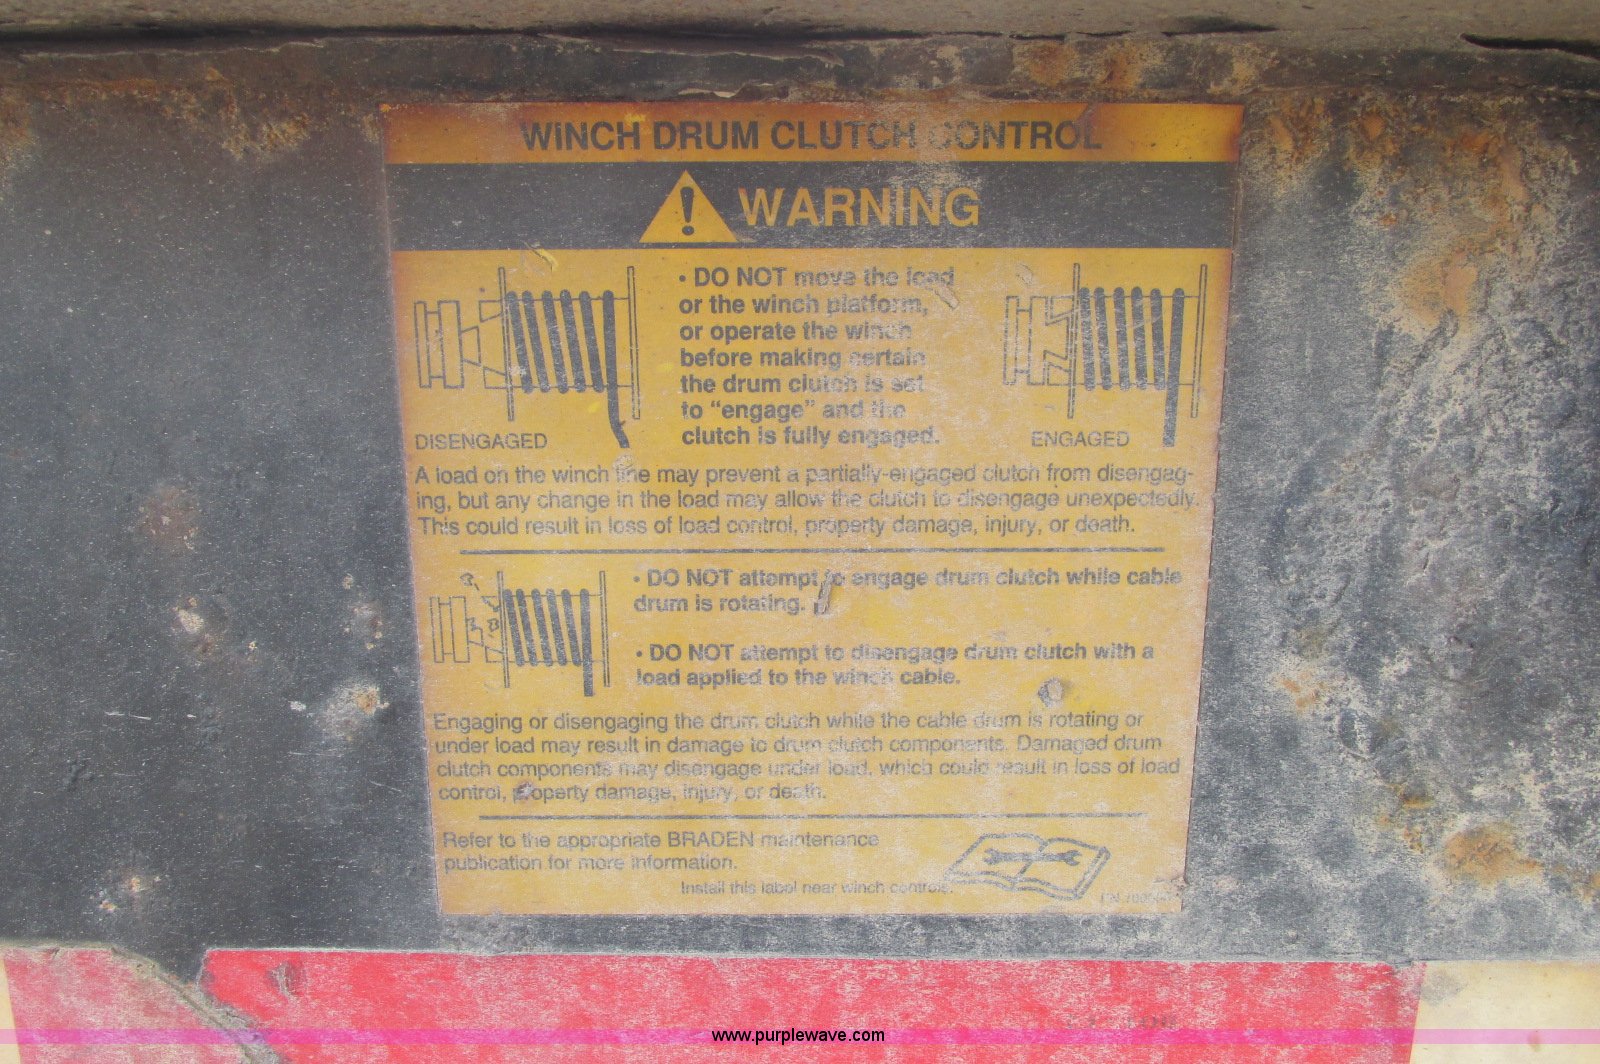 WINCH DRUM CLUTCH CONTROL
WARNING
• DO NOT move the load
or the winch platform,
or operate the winch
before making certain
the drum clutch is set
to “engage” and the
clutch is fully engaged.
DISENGAGED
ENGAGED
A load on the winch line may prevent a partially-engaged clutch from disengag-
ing, but any change in the load may allow the clutch to disengage unexpectedly.
This could result in loss of load control, property damage, injury, or death.
• DO NOT attempt to engage drum clutch while cable
drum is rotating.
• DO NOT attempt to disengage drum clutch with a
load applied to the winch cable.
Engaging or disengaging the drum clutch while the cable drum is rotating or
under load may result in damage to drum clutch components. Damaged drum
clutch components may disengage under load, which could result in loss of load
control, property damage, injury, or death.
Refer to the appropriate BRADEN maintenance
publication for more information.
Install this label near winch controls.
www.purplewave.com